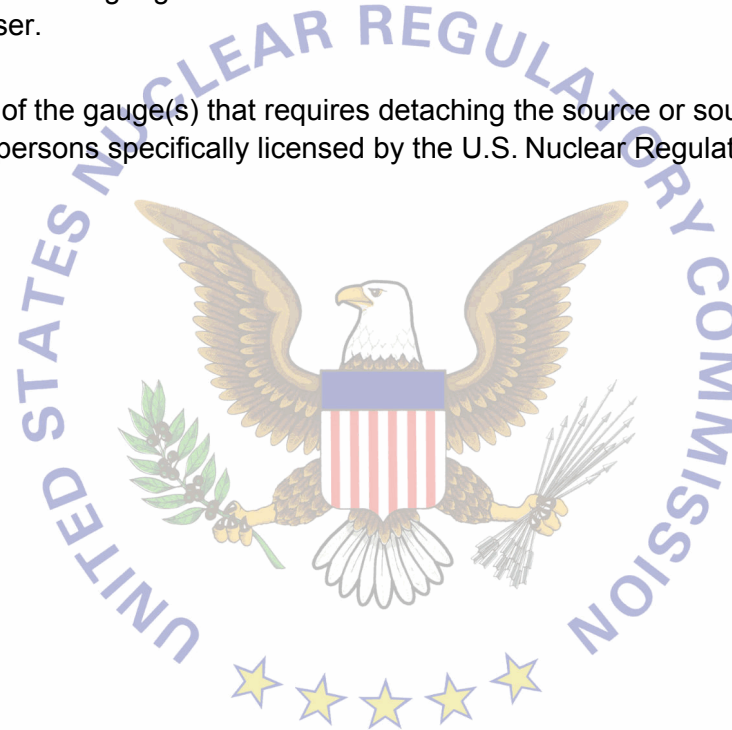 ser.
of the gauge(s) that requires detaching the source or sou
persons specifically licensed by the U.S. Nuclear Regulat
UNITED STATES NUCLEAR REGULATORY COMMISSION